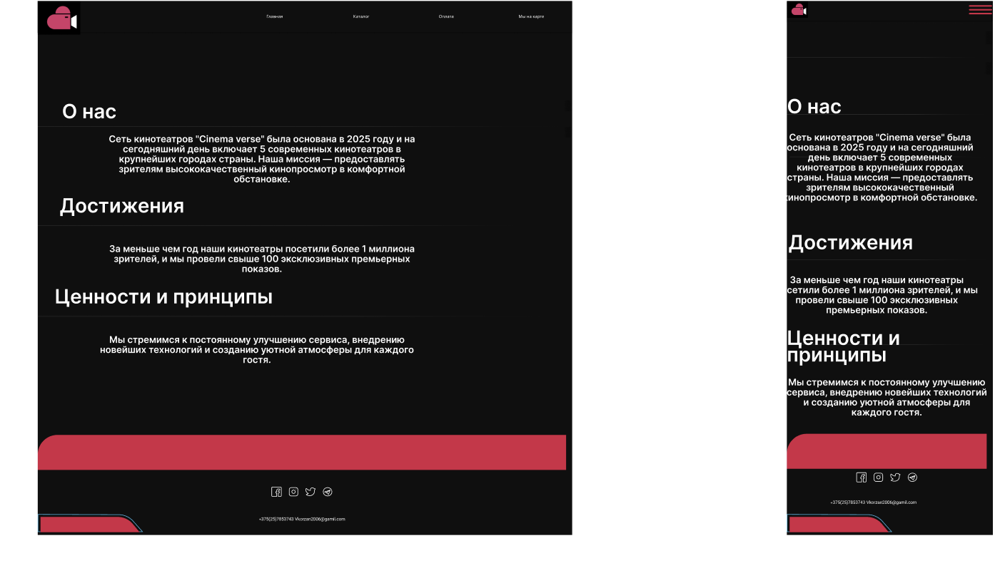 Главная Каталог Оплата Мы на карте
О нас
Сеть кинотеатров "Cinema verse" была основана в 2025 году и на
сегодняшний день включает 5 современных кинотеатров в
крупнейших городах страны. Наша миссия — предоставлять
зрителям высококачественный кинопросмотр в комфортной
обстановке.
Достижения
За меньше чем год наши кинотеатры посетили более 1 миллиона
зрителей, и мы провели свыше 100 эксклюзивных премьерных
показов.
Ценности и принципы
Мы стремимся к постоянному улучшению сервиса, внедрению
новейших технологий и созданию уютной атмосферы для каждого
гостя.
+375(25)7853743 Vkorzan2006@gamil.com
О нас
Сеть кинотеатров "Cinema verse" была
основана в 2025 году и на сегодняшний
день включает 5 современных
кинотеатров в крупнейших городах
страны. Наша миссия — предоставлять
зрителям высококачественный
кинопросмотр в комфортной обстановке.
Достижения
За меньше чем год наши кинотеатры
сетили более 1 миллиона зрителей, и мы
провели свыше 100 эксклюзивных
премьерных показов.
Ценности и
принципы
Мы стремимся к постоянному улучшению
сервиса, внедрению новейших технологий
и созданию уютной атмосферы для
каждого гостя.
+375(25)7853743 Vkorzan2006@gamil.com